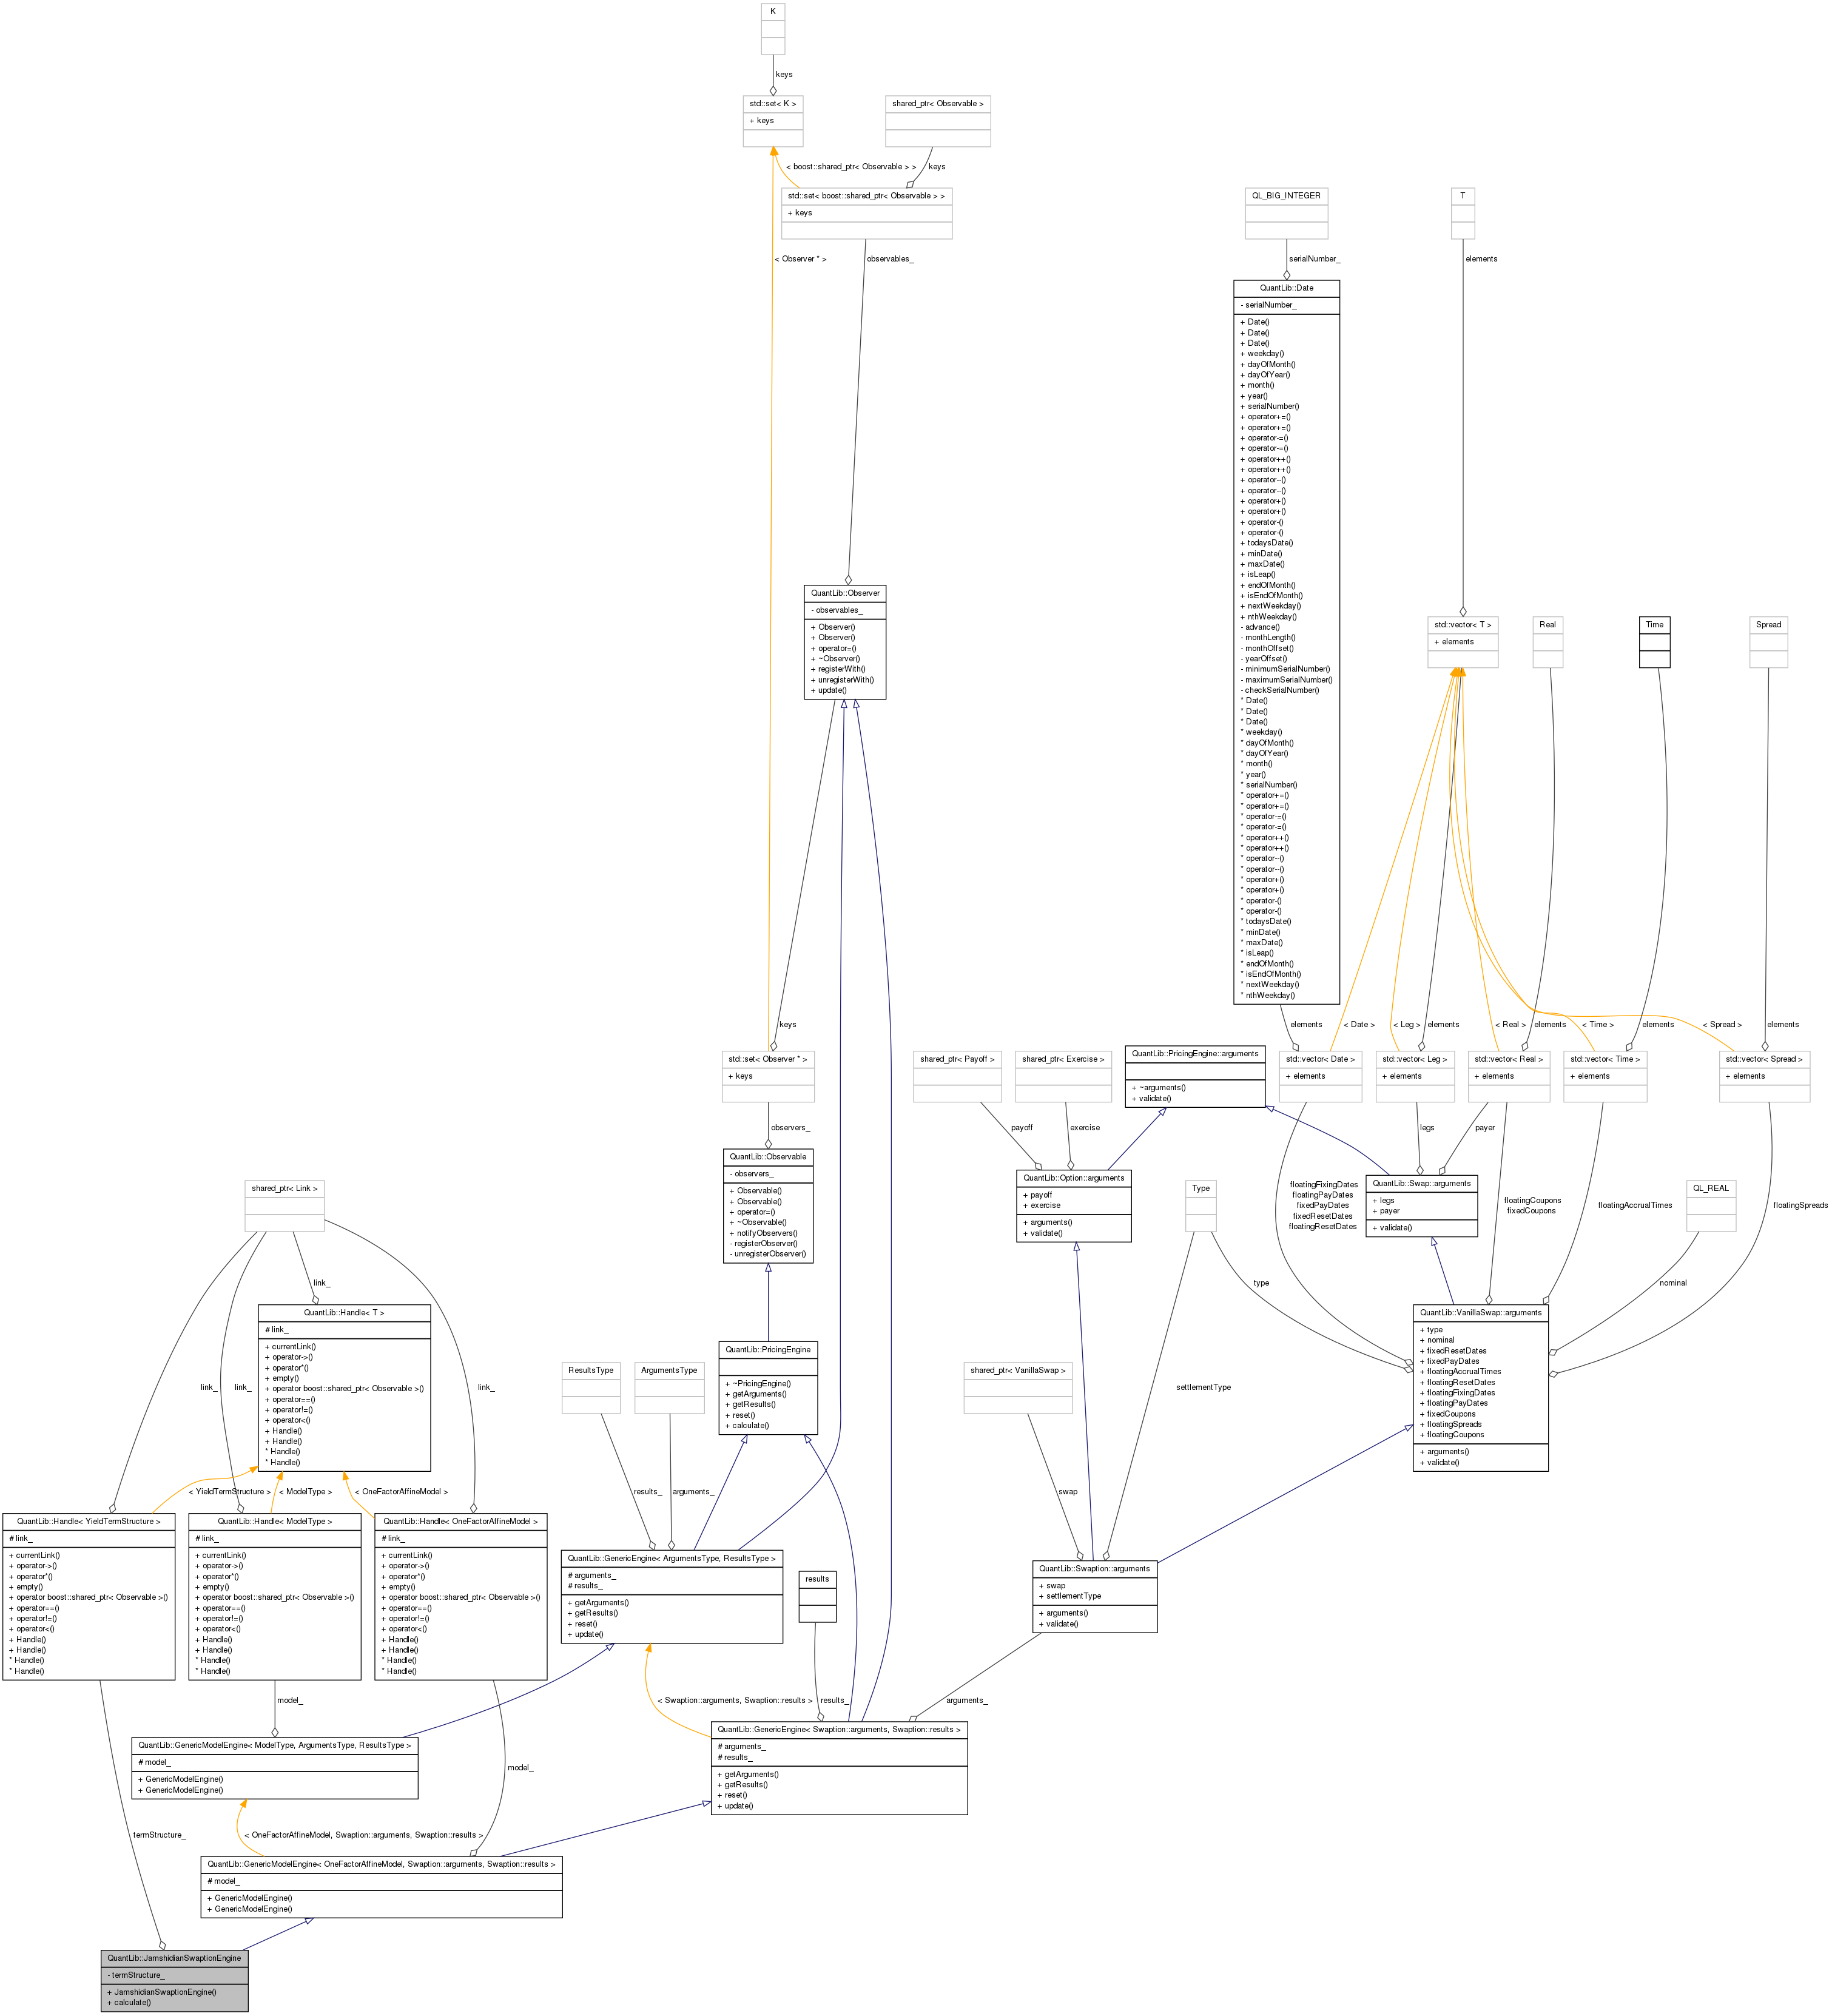 K
keys
std::set< K >
+ keys
shared_ptr< Observable >
< boost::shared_ptr< Observable > >
keys
std::set< boost::shared_ptr< Observable > >
+ keys
QL_BIG_INTEGER
T
< Observer * >
observables_
serialNumber_
elements
QuantLib::Date
- serialNumber_
+ Date()
+ Date()
+ Date()
+ weekday()
+ dayOfMonth()
+ dayOfYear()
+ month()
+ year()
+ serialNumber()
+ operator+=()
+ operator+=()
+ operator-=()
+ operator-=()
+ operator++()
+ operator++()
+ operator--()
+ operator--()
+ operator+()
+ operator+()
+ operator-()
+ operator-()
+ todaysDate()
+ minDate()
+ maxDate()
+ isLeap()
+ endOfMonth()
+ isEndOfMonth()
+ nextWeekday()
+ nthWeekday()
- advance()
- monthLength()
- monthOffset()
- yearOffset()
- minimumSerialNumber()
- maximumSerialNumber()
- checkSerialNumber()
* Date()
* Date()
* Date()
* weekday()
* dayOfMonth()
* dayOfYear()
* month()
* year()
* serialNumber()
* operator+=()
* operator+=()
* operator-=()
* operator-=()
* operator++()
* operator++()
* operator--()
* operator--()
* operator+()
* operator+()
* operator-()
* operator-()
* todaysDate()
* minDate()
* maxDate()
* isLeap()
* endOfMonth()
* isEndOfMonth()
* nextWeekday()
* nthWeekday()
QuantLib::Observer
- observables_
+ Observer()
+ Observer()
+ operator=()
+ ~Observer()
+ registerWith()
+ unregisterWith()
+ update()
std::vector< T >
+ elements
Real
Time
Spread
keys
elements
< Date >
< Leg >
elements
< Real >
elements
< Time >
elements
< Spread >
elements
std::set< Observer * >
+ keys
shared_ptr< Payoff >
shared_ptr< Exercise >
QuantLib::PricingEngine::arguments
+ ~arguments()
+ validate()
std::vector< Date >
+ elements
std::vector< Leg >
+ elements
std::vector< Real >
+ elements
std::vector< Time >
+ elements
std::vector< Spread >
+ elements
observers_
payoff
exercise
legs
payer
QuantLib::Observable
- observers_
+ Observable()
+ Observable()
+ operator=()
+ ~Observable()
+ notifyObservers()
- registerObserver()
- unregisterObserver()
QuantLib::Option::arguments
+ payoff
+ exercise
+ arguments()
+ validate()
shared_ptr< Link >
Type
floatingFixingDates
floatingPayDates
fixedPayDates
fixedResetDates
floatingResetDates
QuantLib::Swap::arguments
+ legs
+ payer
+ validate()
floatingCoupons
fixedCoupons
floatingAccrualTimes
QL_REAL
floatingSpreads
link_
type
nominal
QuantLib::Handle< T >
# link_
+ currentLink()
+ operator->()
+ operator*()
+ empty()
+ operator boost::shared_ptr< Observable >()
+ operator==()
+ operator!=()
+ operator<()
+ Handle()
+ Handle()
* Handle()
* Handle()
QuantLib::VanillaSwap::arguments
+ type
+ nominal
+ fixedResetDates
+ fixedPayDates
+ floatingAccrualTimes
+ floatingResetDates
+ floatingFixingDates
+ floatingPayDates
+ fixedCoupons
+ floatingSpreads
+ floatingCoupons
+ arguments()
+ validate()
QuantLib::PricingEngine
+ ~PricingEngine()
+ getArguments()
+ getResults()
+ reset()
+ calculate()
ResultsType
ArgumentsType
shared_ptr< VanillaSwap >
link_
link_
link_
settlementType
< YieldTermStructure >
< ModelType >
< OneFactorAffineModel >
results_
arguments_
swap
QuantLib::Handle< YieldTermStructure >
# link_
+ currentLink()
+ operator->()
+ operator*()
+ empty()
+ operator boost::shared_ptr< Observable >()
+ operator==()
+ operator!=()
+ operator<()
+ Handle()
+ Handle()
* Handle()
* Handle()
QuantLib::Handle< ModelType >
# link_
+ currentLink()
+ operator->()
+ operator*()
+ empty()
+ operator boost::shared_ptr< Observable >()
+ operator==()
+ operator!=()
+ operator<()
+ Handle()
+ Handle()
* Handle()
* Handle()
QuantLib::Handle< OneFactorAffineModel >
# link_
+ currentLink()
+ operator->()
+ operator*()
+ empty()
+ operator boost::shared_ptr< Observable >()
+ operator==()
+ operator!=()
+ operator<()
+ Handle()
+ Handle()
* Handle()
* Handle()
QuantLib::GenericEngine< ArgumentsType, ResultsType >
# arguments_
# results_
+ getArguments()
+ getResults()
+ reset()
+ update()
results
QuantLib::Swaption::arguments
+ swap
+ settlementType
+ arguments()
+ validate()
model_
< Swaption::arguments, Swaption::results >
results_
arguments_
QuantLib::GenericModelEngine< ModelType, ArgumentsType, ResultsType >
# model_
+ GenericModelEngine()
+ GenericModelEngine()
model_
QuantLib::GenericEngine< Swaption::arguments, Swaption::results >
# arguments_
# results_
+ getArguments()
+ getResults()
+ reset()
+ update()
termStructure_
< OneFactorAffineModel, Swaption::arguments, Swaption::results >
QuantLib::GenericModelEngine< OneFactorAffineModel, Swaption::arguments, Swaption::results >
# model_
+ GenericModelEngine()
+ GenericModelEngine()
QuantLib::JamshidianSwaptionEngine
- termStructure_
+ JamshidianSwaptionEngine()
+ calculate()